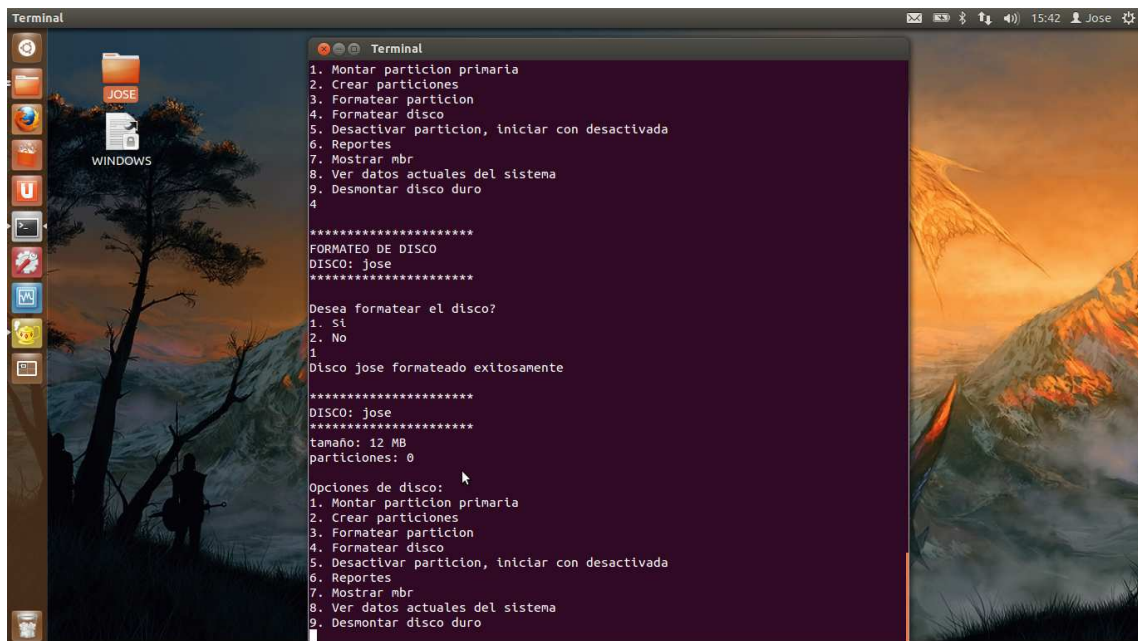 Terminal
15:42 Jose
JOSE
WINDOWS
Terminal
1. Montar particion primaria
2. Crear particiones
3. Formatear particion
4. Formatear disco
5. Desactivar particion, iniciar con desactivada
6. Reportes
7. Mostrar mbr
8. Ver datos actuales del sistema
9. Desmontar disco duro
4
**********************
FORMATEO DE DISCO
DISCO: jose
**********************
Desea formatear el disco?
1. Si
2. No
1
Disco jose formateado exitosamente
**********************
DISCO: jose
**********************
tamaño: 12 MB
particiones: 0
Opciones de disco:
1. Montar particion primaria
2. Crear particiones
3. Formatear particion
4. Formatear disco
5. Desactivar particion, iniciar con desactivada
6. Reportes
7. Mostrar mbr
8. Ver datos actuales del sistema
9. Desmontar disco duro